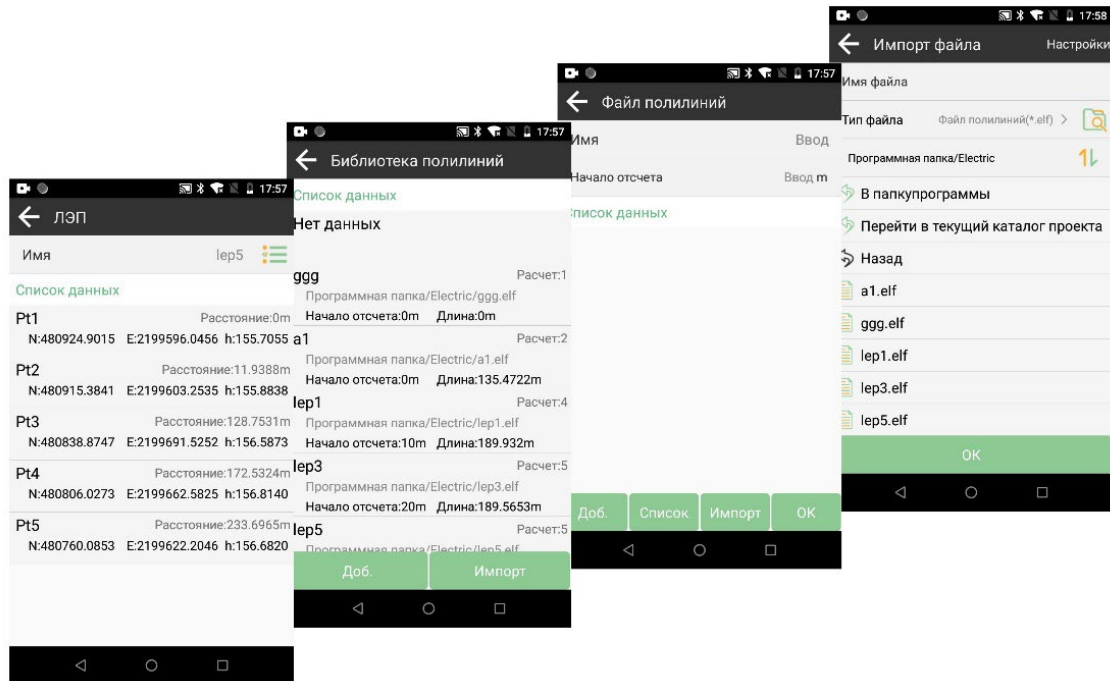 17:57
ЛЭП
Имя lep5
Список данных
Pt1 Расстояние:0m
N:480924.9015 E:2199596.0456 h:155.7055
Pt2 Расстояние:11.9388m
N:480915.3841 E:2199603.2535 h:155.8838
Pt3 Расстояние:128.7531m
N:480838.8747 E:2199691.5252 h:156.5873
Pt4 Расстояние:172.5324m
N:480806.0273 E:2199662.5825 h:156.8140
Pt5 Расстояние:233.6965m
N:480760.0853 E:2199622.2046 h:156.6820
17:57
Библиотека полилиний
Список данных
Нет данных
ggg Расчет:1
Программная папка/Electric/ggg.elf
Начало отсчета:0m Длина:0m
a1 Расчет:2
Программная папка/Electric/a1.elf
Начало отсчета:0m Длина:135.4722m
lep1 Расчет:4
Программная папка/Electric/lep1.elf
Начало отсчета:10m Длина:189.932m
lep3 Расчет:5
Программная папка/Electric/lep3.elf
Начало отсчета:20m Длина:189.5653m
lep5 Расчет:5
Программная папка/Electric/lep5.elf
Доб. Импорт
17:57
Файл полилиний
Имя Ввод
Начало отсчета Ввод m
Список данных
Доб. Список Импорт ОК
17:58
Импорт файла Настройки
Имя файла
Тип файла Файл полилиний(*.elf) >
Программная папка/Electric
В папкупрограммы
Перейти в текущий каталог проекта
Назад
a1.elf
ggg.elf
lep1.elf
lep3.elf
lep5.elf
ОК